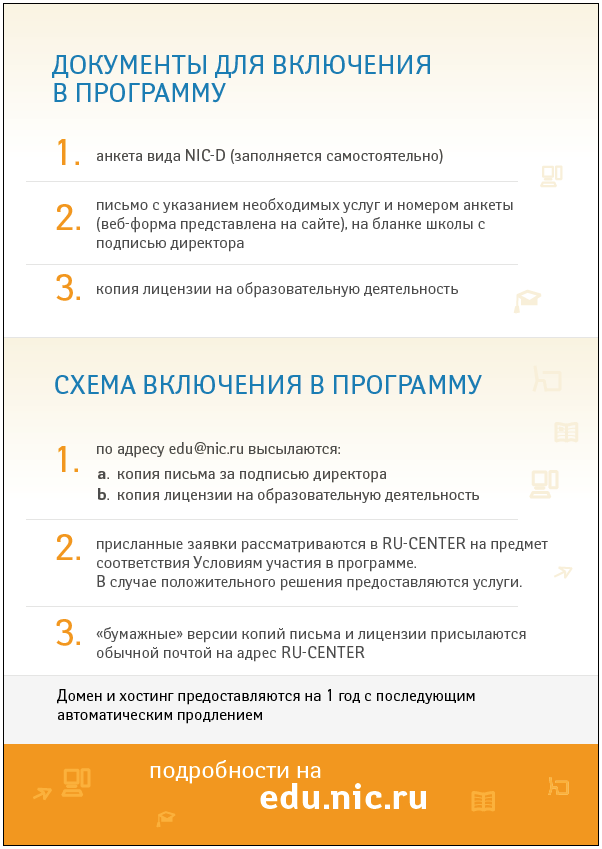 ДОКУМЕНТЫ ДЛЯ ВКЛЮЧЕНИЯ
В ПРОГРАММУ
1. анкета вида NIC-D (заполняется самостоятельно)
2. письмо с указанием необходимых услуг и номером анкеты
(веб-форма представлена на сайте), на бланке школы с
подписью директора
3. копия лицензии на образовательную деятельность
СХЕМА ВКЛЮЧЕНИЯ В ПРОГРАММУ
1. по адресу edu@nic.ru высылаются:
a. копия письма за подписью директора
b. копия лицензии на образовательную деятельность
2. присланные заявки рассматриваются в RU-CENTER на предмет
соответствия Условиям участия в программе.
В случае положительного решения предоставляются услуги.
3. «бумажные» версии копий письма и лицензии присылаются
обычной почтой на адрес RU-CENTER
Домен и хостинг предоставляются на 1 год с последующим
автоматическим продлением
подробности на
edu.nic.ru